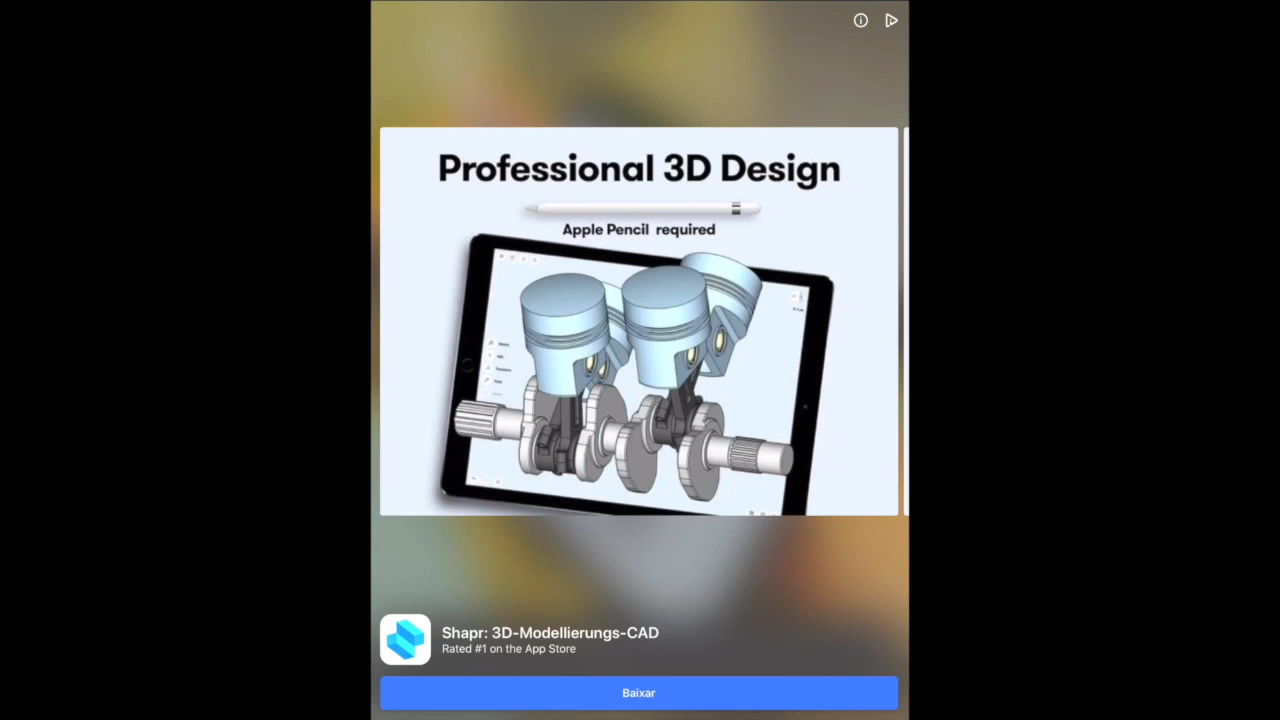 Professional 3D Design
Apple Pencil required
Shapr: 3D-Modellierungs-CAD
Rated #1 on the App Store
Baixar